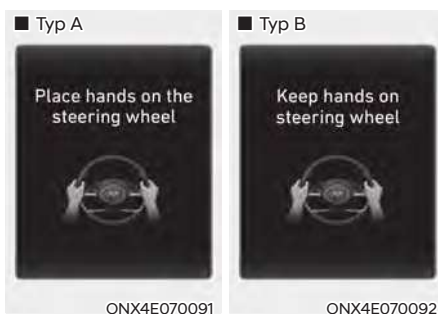 ■ Typ A
Place hands on the
steering wheel
ONX4E070091
■ Typ B
Keep hands on
steering wheel
ONX4E070092